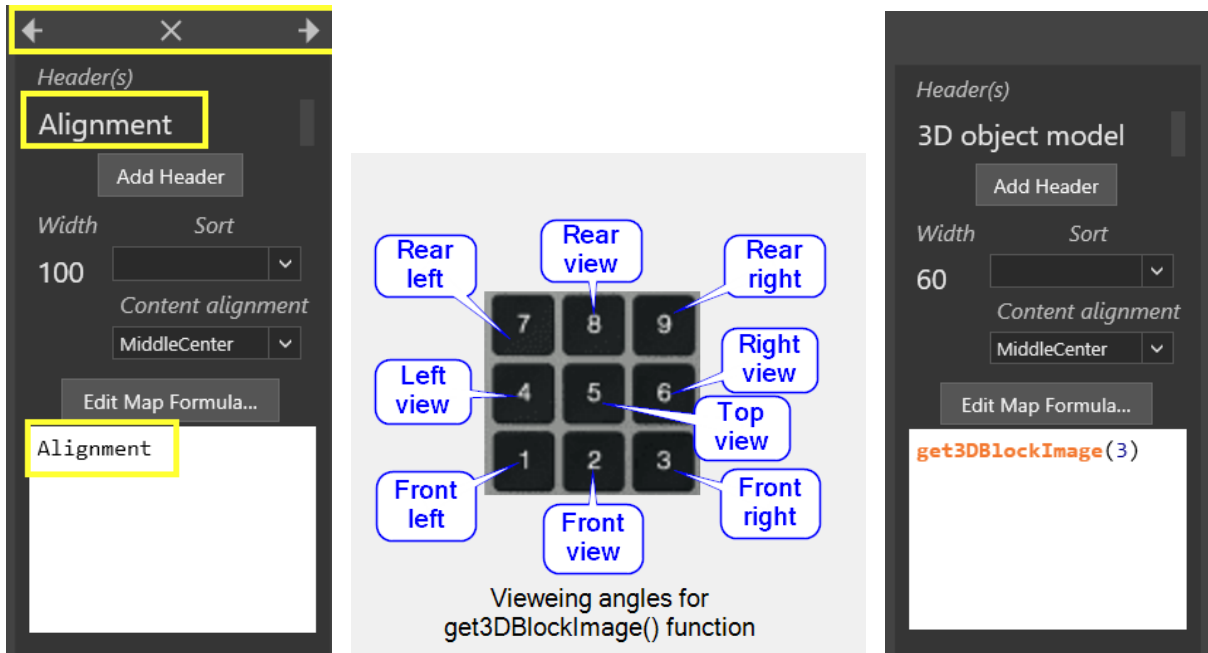 Header(s)
Alignment
Add Header
Width Sort
100
Content alignment
MiddleCenter
Edit Map Formula...
Alignment
Rear
left
Rear
view
Rear
right
7 8 9
Left
view
4 5 6
Right
view
Top
view
1 2 3
Front
left
Front
view
Front
right
Vieweing angles for
get3DBlockImage() function
Header(s)
3D object model
Add Header
Width Sort
60
Content alignment
MiddleCenter
Edit Map Formula...
get3DBlockImage(3)